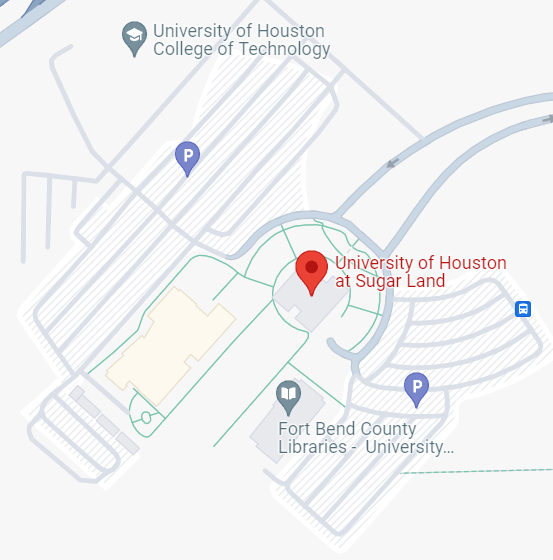 University of Houston
College of Technology
P
University of Houston
at Sugar Land
P
Fort Bend County
Libraries - University...